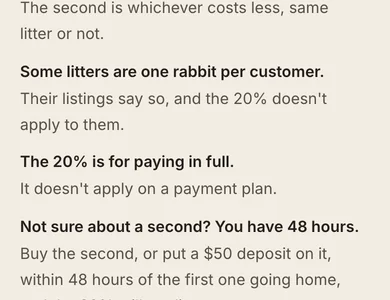 The second is whichever costs less, same
litter or not.
Some litters are one rabbit per customer.
Their listings say so, and the 20% doesn't
apply to them.
The 20% is for paying in full.
It doesn't apply on a payment plan.
Not sure about a second? You have 48 hours.
Buy the second, or put a $50 deposit on it,
within 48 hours of the first one going home,